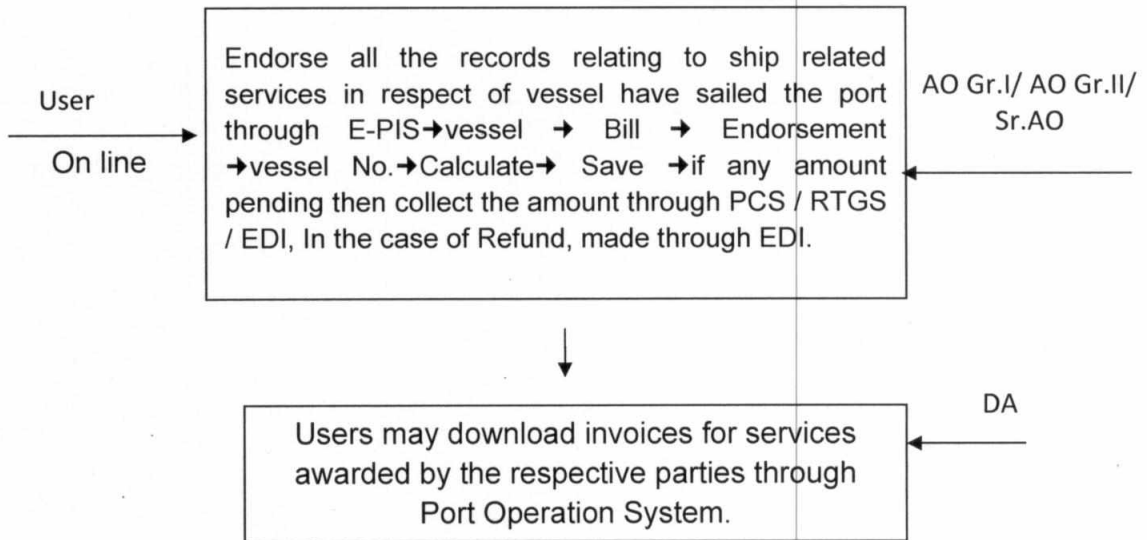 User
On line
Endorse all the records relating to ship related
services in respect of vessel have sailed the port
through E-PIS→vessel → Bill → Endorsement
→vessel No.→Calculate→ Save →if any amount
pending then collect the amount through PCS / RTGS
/ EDI, In the case of Refund, made through EDI.
AO Gr.I/ AO Gr.II/
Sr.AO
Users may download invoices for services
awarded by the respective parties through
Port Operation System.
DA